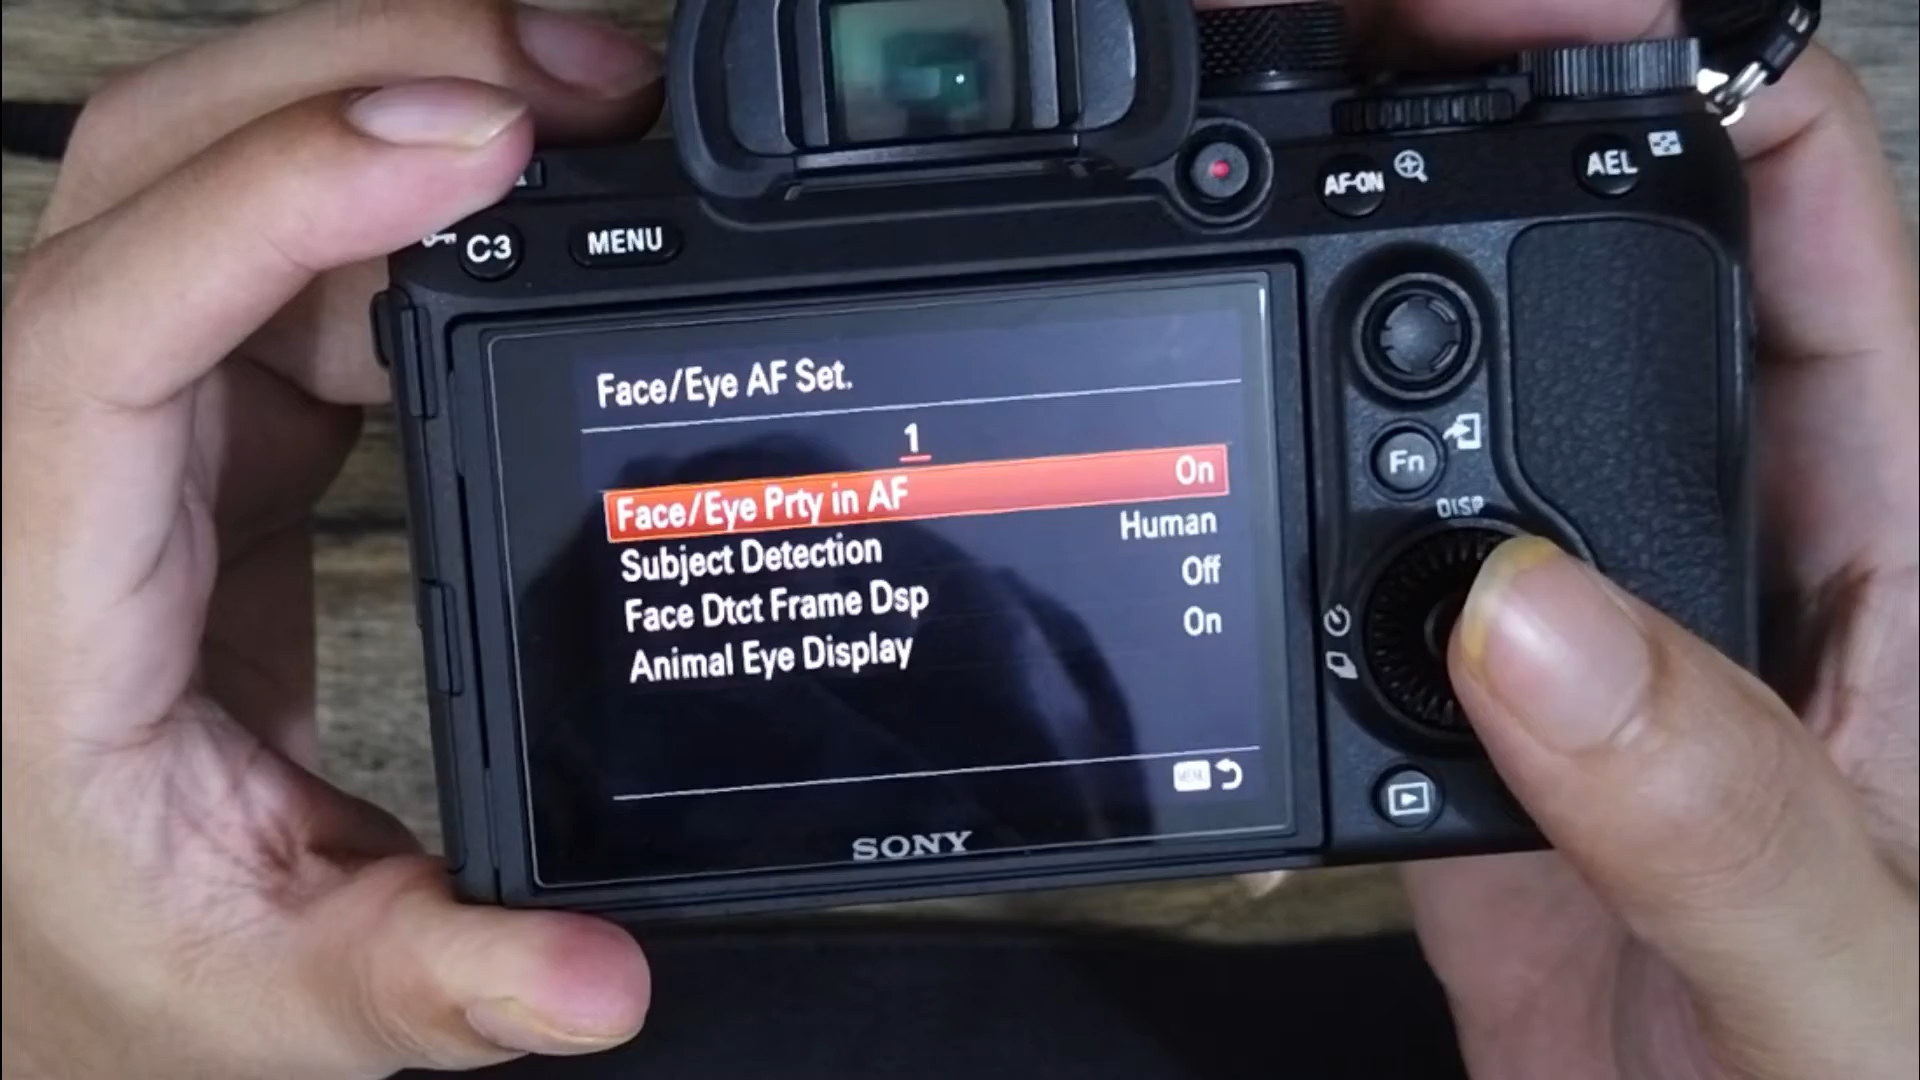 C3
MENU
AF-ON
AEL
Face/Eye AF Set.
1
Face/Eye Prty in AF On
Subject Detection Human
Face Dtct Frame Dsp Off
Animal Eye Display On
MENU
SONY
Fn
DISP